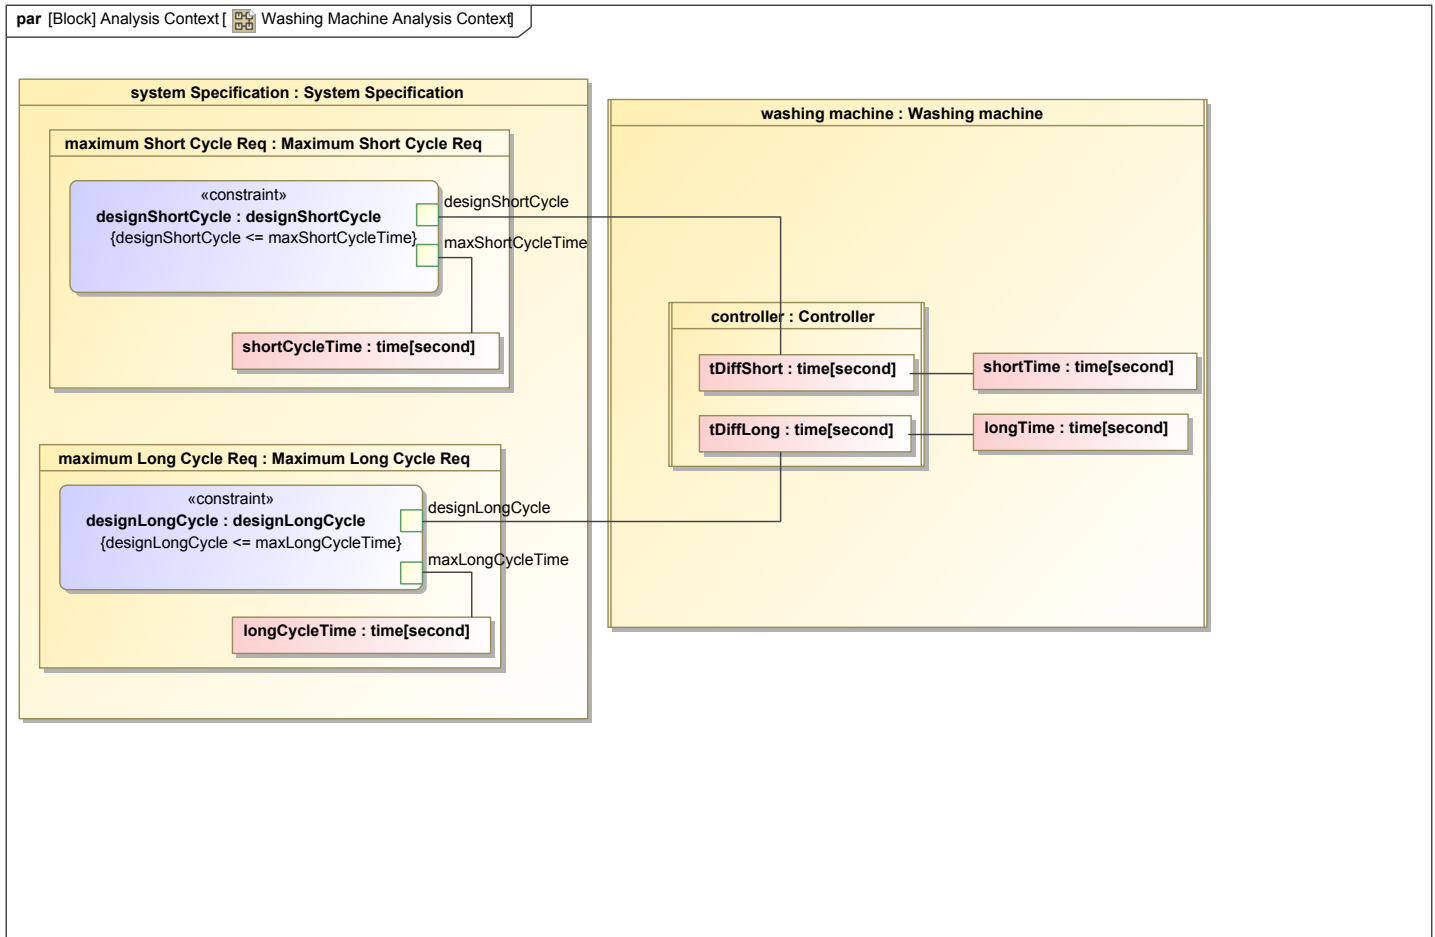 par [Block] Analysis Context [ Washing Machine Analysis Context]
system Specification : System Specification
maximum Short Cycle Req : Maximum Short Cycle Req
«constraint»
designShortCycle : designShortCycle
{designShortCycle <= maxShortCycleTime}
designShortCycle
maxShortCycleTime
shortCycleTime : time[second]
maximum Long Cycle Req : Maximum Long Cycle Req
«constraint»
designLongCycle : designLongCycle
{designLongCycle <= maxLongCycleTime}
designLongCycle
maxLongCycleTime
longCycleTime : time[second]
washing machine : Washing machine
controller : Controller
tDiffShort : time[second]
shortTime : time[second]
tDiffLong : time[second]
longTime : time[second]